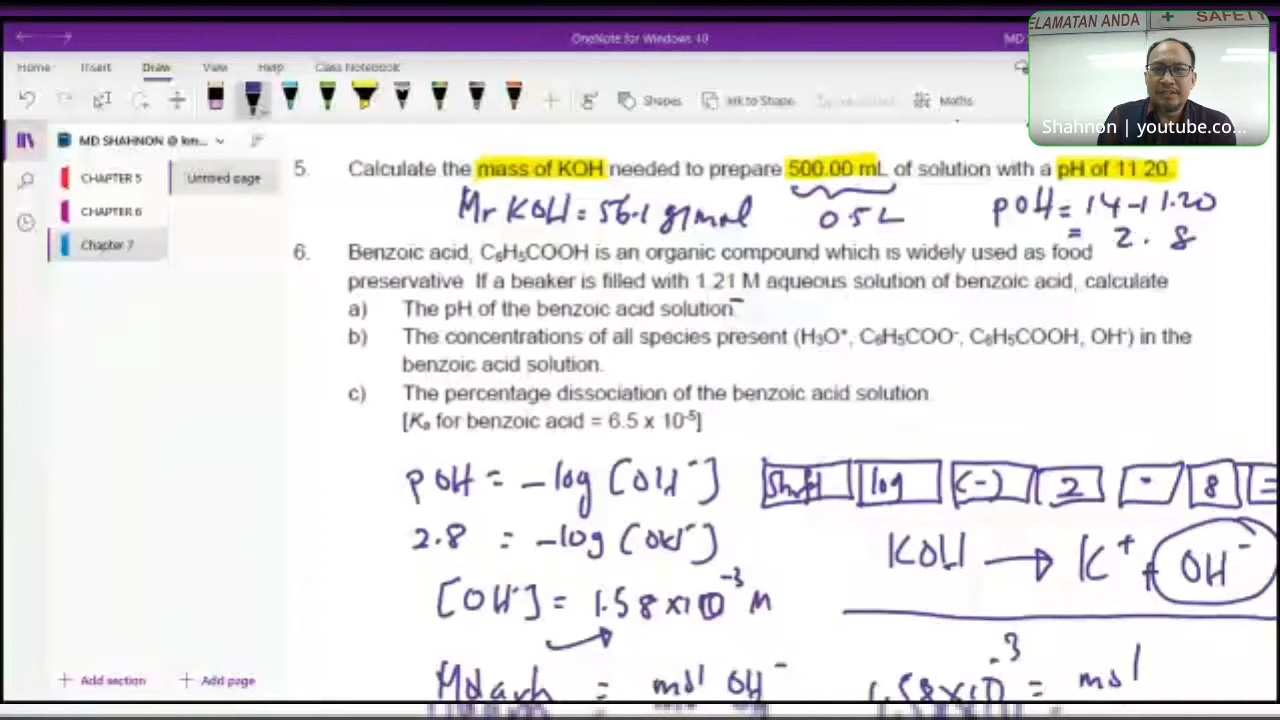 ELAMATAN ANDA + SAFETY
OneNote for Windows 10
MD
Shahnon | youtube.co...
Home Insert Draw View Help Class Notebook
Shapes Ink to Shape Maths
MD SHAHNON @ km...
CHAPTER 5
Untitled page
CHAPTER 6
Chapter 7
5. Calculate the mass of KOH needed to prepare 500.00 mL of solution with a pH of 11.20.
Mr KOH = 56.1 g/mol 0.5 L pOH = 14-11.20
= 2.8
6. Benzoic acid, C₆H₅COOH is an organic compound which is widely used as food
preservative. If a beaker is filled with 1.21 M aqueous solution of benzoic acid, calculate
a) The pH of the benzoic acid solution
b) The concentrations of all species present (H₃O⁺, C₆H₅COO⁻, C₆H₅COOH, OH⁻) in the
benzoic acid solution.
c) The percentage dissociation of the benzoic acid solution.
[Kₐ for benzoic acid = 6.5 x 10⁻⁵]
pOH = -log [OH⁻] Shift log (-) 2 . 8 =
2.8 = -log [OH⁻]
KOH → K⁺ + OH⁻
[OH⁻] = 1.58×10⁻³ M
= mol OH⁻ 1.58×10⁻³ = mol
Add section + Add page